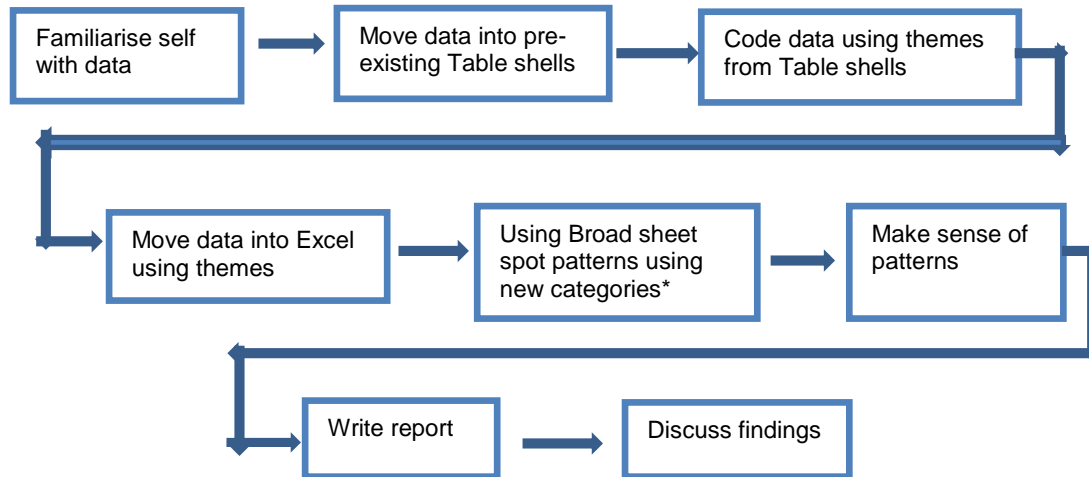 Familiarise self
with data
Move data into pre-
existing Table shells
Code data using themes
from Table shells
Move data into Excel
using themes
Using Broad sheet
spot patterns using
new categories*
Make sense of
patterns
Write report
Discuss findings